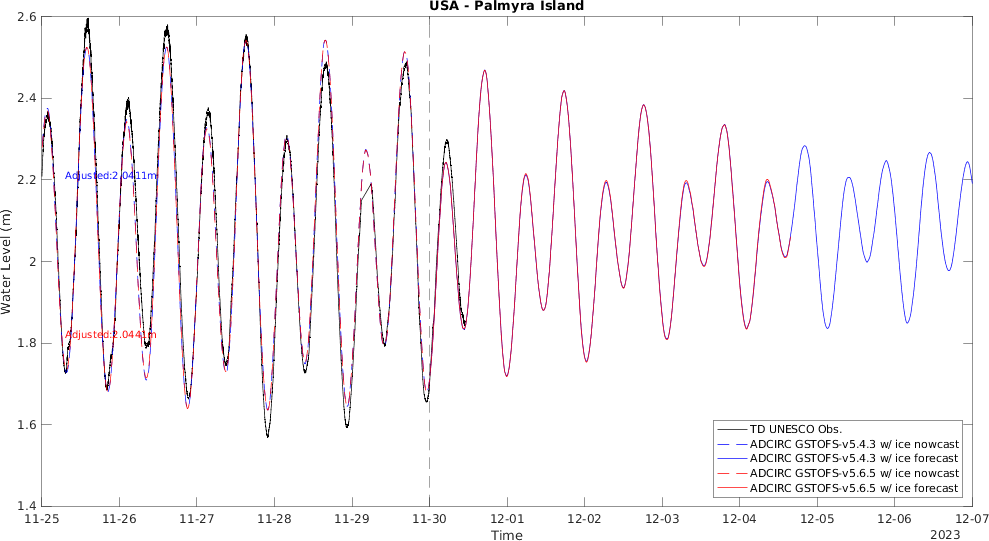 USA - Palmyra Island
2.6
2.4
2.2
2
1.8
1.6
1.4
Water Level (m)
Adjusted:2.0411m
Adjusted:2.0441m
TD UNESCO Obs.
ADCIRC GSTOFS-v5.4.3 w/ ice nowcast
ADCIRC GSTOFS-v5.4.3 w/ ice forecast
ADCIRC GSTOFS-v5.6.5 w/ ice nowcast
ADCIRC GSTOFS-v5.6.5 w/ ice forecast
11-25 11-26 11-27 11-28 11-29 11-30 12-01 12-02 12-03 12-04 12-05 12-06 12-07
Time
2023